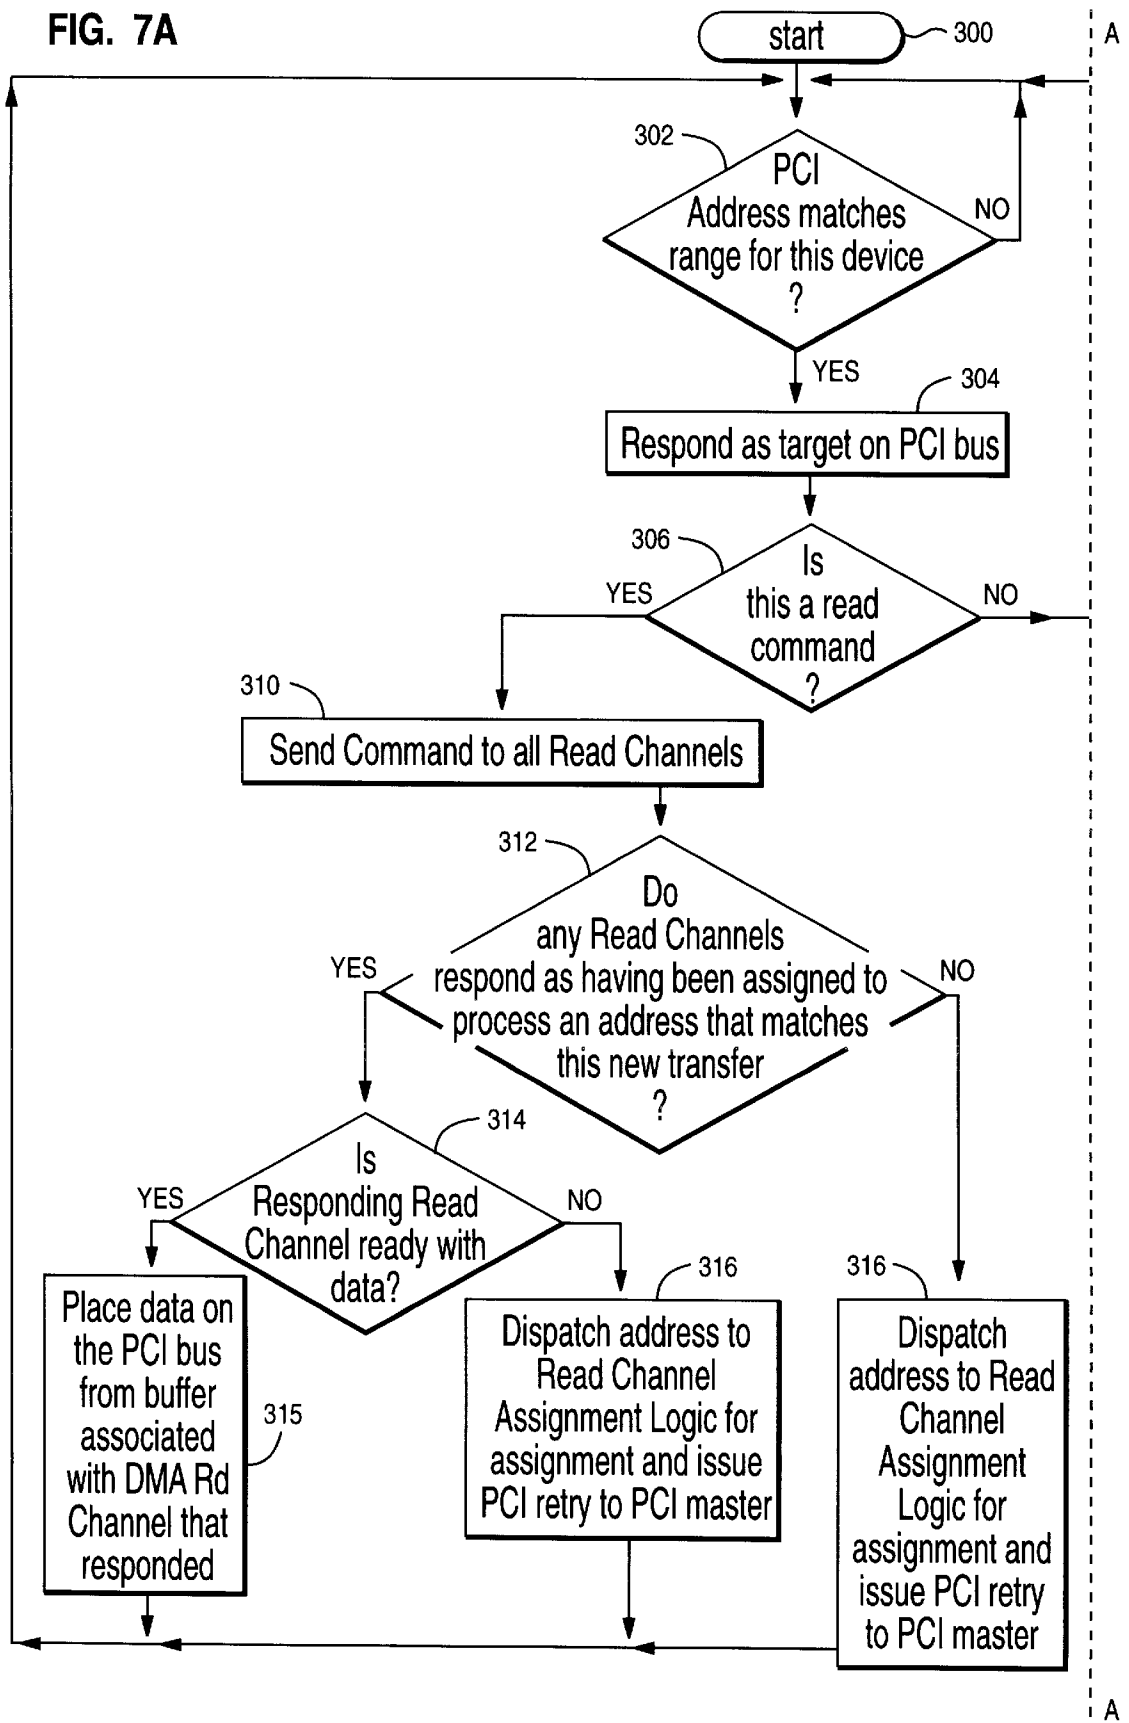 FIG. 7A
start
300
A
302
PCI
Address matches
range for this device
?
NO
YES
304
Respond as target on PCI bus
306
Is
this a read
command
?
YES
NO
310
Send Command to all Read Channels
312
Do
any Read Channels
respond as having been assigned to
process an address that matches
this new transfer
?
YES
NO
314
Is
Responding Read
Channel ready with
data?
YES
NO
Place data on
the PCI bus
from buffer
associated
with DMA Rd
Channel that
responded
315
316
Dispatch address to
Read Channel
Assignment Logic for
assignment and issue
PCI retry to PCI master
316
Dispatch
address to Read
Channel
Assignment
Logic for
assignment and
issue PCI retry
to PCI master
A